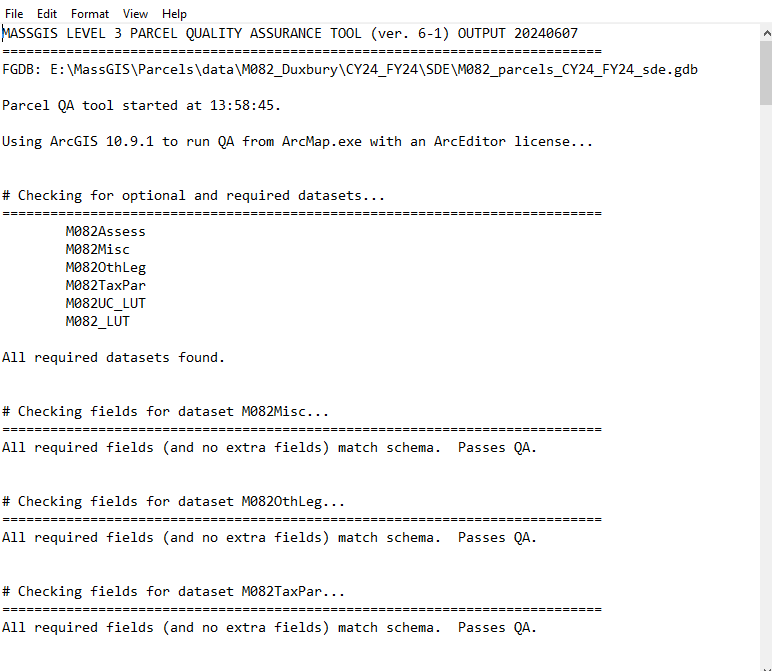 File Edit Format View Help
MASSGIS LEVEL 3 PARCEL QUALITY ASSURANCE TOOL (ver. 6-1) OUTPUT 20240607
===========================================================================
FGDB: E:\MassGIS\Parcels\data\M082_Duxbury\CY24_FY24\SDE\M082_parcels_CY24_FY24_sde.gdb
Parcel QA tool started at 13:58:45.
Using ArcGIS 10.9.1 to run QA from ArcMap.exe with an ArcEditor license...
# Checking for optional and required datasets...
===========================================================================
M082Assess
M082Misc
M082OthLeg
M082TaxPar
M082UC_LUT
M082_LUT
All required datasets found.
# Checking fields for dataset M082Misc...
===========================================================================
All required fields (and no extra fields) match schema.  Passes QA.
# Checking fields for dataset M082OthLeg...
===========================================================================
All required fields (and no extra fields) match schema.  Passes QA.
# Checking fields for dataset M082TaxPar...
===========================================================================
All required fields (and no extra fields) match schema.  Passes QA.